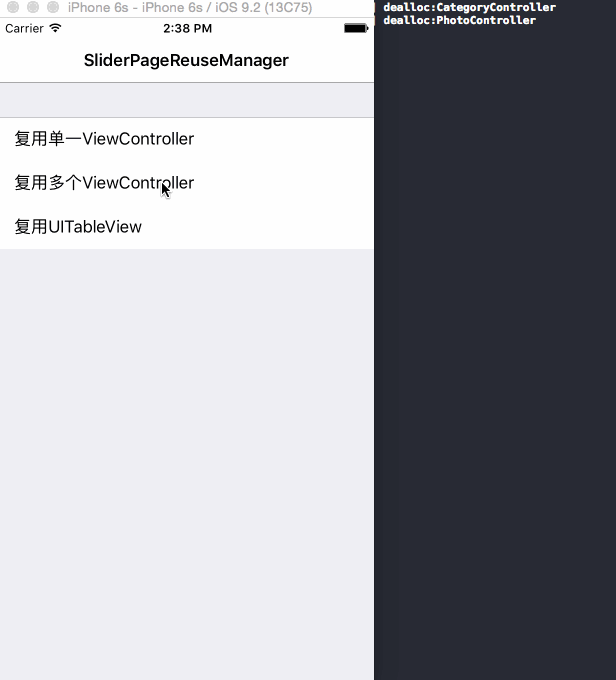 iPhone 6s - iPhone 6s / iOS 9.2 (13C75)
Carrier 2:38 PM
SliderPageReuseManager
复用单一ViewController
复用多个ViewController
复用UITableView
dealloc:CategoryController
dealloc:PhotoController